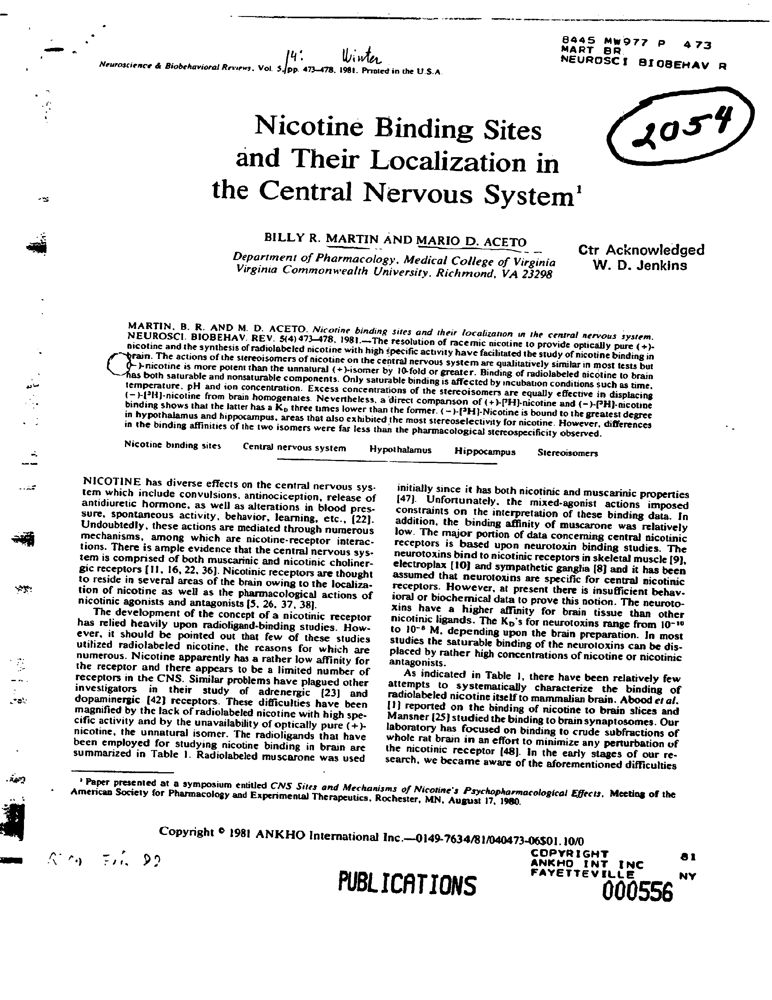 8445 MW977 P 473
MART BR
NEUROSCI BIOBEHAV R
14: Winter
Neuroscience & Biobehavioral Reviews, Vol. 5, pp. 473–478, 1981. Printed in the U.S.A.
2054
Nicotine Binding Sites
and Their Localization in
the Central Nervous System¹
BILLY R. MARTIN AND MARIO D. ACETO
Department of Pharmacology, Medical College of Virginia
Virginia Commonwealth University, Richmond, VA 23298
Ctr Acknowledged
W. D. Jenkins
MARTIN, B. R. AND M. D. ACETO. Nicotine binding sites and their localization in the central nervous system.
NEUROSCI. BIOBEHAV. REV. 5(4) 473–478, 1981.—The resolution of racemic nicotine to provide optically pure (+)-
nicotine and the synthesis of radiolabeled nicotine with high specific activity have facilitated the study of nicotine binding in
brain. The actions of the stereoisomers of nicotine on the central nervous system are qualitatively similar in most tests but
(−)-nicotine is more potent than the unnatural (+)-isomer by 10-fold or greater. Binding of radiolabeled nicotine to brain
has both saturable and nonsaturable components. Only saturable binding is affected by incubation conditions such as time,
temperature, pH and ion concentration. Excess concentrations of the stereoisomers are equally effective in displacing
(−)-[³H]-nicotine from brain homogenates. Nevertheless, a direct comparison of (+)-[³H]-nicotine and (−)-[³H]-nicotine
binding shows that the latter has a K_D three times lower than the former. (−)-[³H]-Nicotine is bound to the greatest degree
in hypothalamus and hippocampus, areas that also exhibited the most stereoselectivity for nicotine. However, differences
in the binding affinities of the two isomers were far less than the pharmacological stereospecificity observed.
Nicotine binding sites Central nervous system Hypothalamus Hippocampus Stereoisomers
NICOTINE has diverse effects on the central nervous sys-
tem which include convulsions, antinociception, release of
antidiuretic hormone, as well as alterations in blood pres-
sure, spontaneous activity, behavior, learning, etc., [22].
Undoubtedly, these actions are mediated through numerous
mechanisms, among which are nicotine-receptor interac-
tions. There is ample evidence that the central nervous sys-
tem is comprised of both muscarinic and nicotinic choliner-
gic receptors [11, 16, 22, 36]. Nicotinic receptors are thought
to reside in several areas of the brain owing to the localiza-
tion of nicotine as well as the pharmacological actions of
nicotinic agonists and antagonists [5, 26, 37, 38].
The development of the concept of a nicotinic receptor
has relied heavily upon radioligand-binding studies. How-
ever, it should be pointed out that few of these studies
utilized radiolabeled nicotine, the reasons for which are
numerous. Nicotine apparently has a rather low affinity for
the receptor and there appears to be a limited number of
receptors in the CNS. Similar problems have plagued other
investigators in their study of adrenergic [23] and
dopaminergic [42] receptors. These difficulties have been
magnified by the lack of radiolabeled nicotine with high spe-
cific activity and by the unavailability of optically pure (+)-
nicotine, the unnatural isomer. The radioligands that have
been employed for studying nicotine binding in brain are
summarized in Table 1. Radiolabeled muscarone was used
initially since it has both nicotinic and muscarinic properties
[47]. Unfortunately, the mixed-agonist actions imposed
constraints on the interpretation of these binding data. In
addition, the binding affinity of muscarone was relatively
low. The major portion of data concerning central nicotinic
receptors is based upon neurotoxin binding studies. The
neurotoxins bind to nicotinic receptors in skeletal muscle [9],
electroplax [10] and sympathetic ganglia [8] and it has been
assumed that neurotoxins are specific for central nicotinic
receptors. However, at present there is insufficient behav-
ioral or biochemical data to prove this notion. The neuroto-
xins have a higher affinity for brain tissue than other
nicotinic ligands. The K_D's for neurotoxins range from 10⁻¹⁰
to 10⁻⁸ M, depending upon the brain preparation. In most
studies the saturable binding of the neurotoxins can be dis-
placed by rather high concentrations of nicotine or nicotinic
antagonists.
As indicated in Table 1, there have been relatively few
attempts to systematically characterize the binding of
radiolabeled nicotine itself to mammalian brain. Abood et al.
[1] reported on the binding of nicotine to brain slices and
Mansner [25] studied the binding to brain synaptosomes. Our
laboratory has focused on binding to crude subfractions of
whole rat brain in an effort to minimize any perturbation of
the nicotinic receptor [48]. In the early stages of our re-
search, we became aware of the aforementioned difficulties
¹ Paper presented at a symposium entitled CNS Sites and Mechanisms of Nicotine's Psychopharmacological Effects, Meeting of the
American Society for Pharmacology and Experimental Therapeutics, Rochester, MN, August 17, 1980.
Copyright © 1981 ANKHO International Inc.—0149-7634/81/040473-06$01.10/0
COPYRIGHT 81
ANKHO INT INC
FAYETTEVILLE NY
PUBLICATIONS
000556